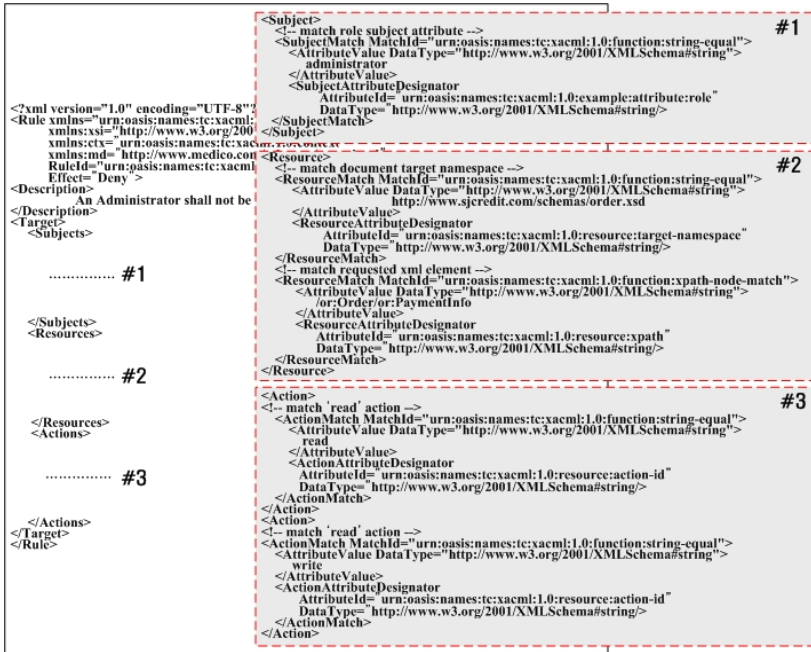 <?xml version="1.0" encoding="UTF-8"?
<Rule xmlns="urn:oasis:names:tc:xacml:
xmlns:xsi="http://www.w3.org/200
xmlns:ctx="urn:oasis:names:tc:xacml:1.0:context
xmlns:md="http://www.medico.com
RuleId="urn:oasis:names:tc:xacml
Effect="Deny">
<Description>
An Administrator shall not be
</Description>
<Target>
<Subjects>
............... #1
</Subjects>
<Resources>
............... #2
</Resources>
<Actions>
............... #3
</Actions>
</Target>
</Rule>
#1
<Subject>
<!-- match role subject attribute -->
<SubjectMatch MatchId="urn:oasis:names:tc:xacml:1.0:function:string-equal">
<AttributeValue DataType="http://www.w3.org/2001/XMLSchema#string">
administrator
</AttributeValue>
<SubjectAttributeDesignator
AttributeId="urn:oasis:names:tc:xacml:1.0:example:attribute:role"
DataType="http://www.w3.org/2001/XMLSchema#string/>
</SubjectMatch>
</Subject>
#2
<Resource>
<!-- match document target namespace -->
<ResourceMatch MatchId="urn:oasis:names:tc:xacml:1.0:function:string-equal">
<AttributeValue DataType="http://www.w3.org/2001/XMLSchema#string">
http://www.sjcredit.com/schemas/order.xsd
</AttributeValue>
<ResourceAttributeDesignator
AttributeId="urn:oasis:names:tc:xacml:1.0:resource:target-namespace"
DataType="http://www.w3.org/2001/XMLSchema#string/>
</ResourceMatch>
<!-- match requested xml element -->
<ResourceMatch MatchId="urn:oasis:names:tc:xacml:1.0:function:xpath-node-match">
<AttributeValue DataType="http://www.w3.org/2001/XMLSchema#string">
/or:Order/or:PaymentInfo
</AttributeValue>
<ResourceAttributeDesignator
AttributeId="urn:oasis:names:tc:xacml:1.0:resource:xpath"
DataType="http://www.w3.org/2001/XMLSchema#string/>
</ResourceMatch>
</Resource>
#3
<Action>
<!-- match 'read' action -->
<ActionMatch MatchId="urn:oasis:names:tc:xacml:1.0:function:string-equal">
<AttributeValue DataType="http://www.w3.org/2001/XMLSchema#string">
read
</AttributeValue>
<ActionAttributeDesignator
AttributeId="urn:oasis:names:tc:xacml:1.0:resource:action-id"
DataType="http://www.w3.org/2001/XMLSchema#string/>
</ActionMatch>
</Action>
<Action>
<!-- match 'read' action -->
<ActionMatch MatchId="urn:oasis:names:tc:xacml:1.0:function:string-equal">
<AttributeValue DataType="http://www.w3.org/2001/XMLSchema#string">
write
</AttributeValue>
<ActionAttributeDesignator
AttributeId="urn:oasis:names:tc:xacml:1.0:resource:action-id"
DataType="http://www.w3.org/2001/XMLSchema#string/>
</ActionMatch>
</Action>